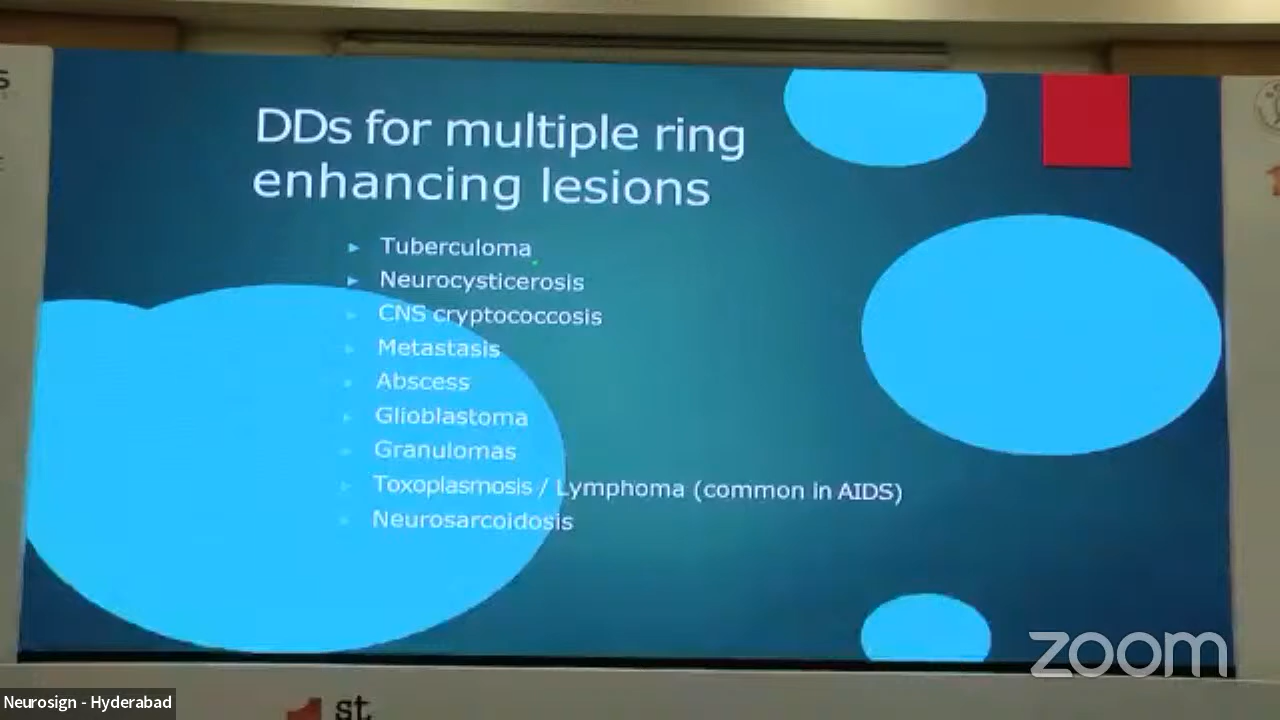 DDs for multiple ring
enhancing lesions
Tuberculoma
Neurocysticerosis
CNS cryptococcosis
Metastasis
Abscess
Glioblastoma
Granulomas
Toxoplasmosis / Lymphoma (common in AIDS)
Neurosarcoidosis
zoom
Neurosign - Hyderabad
1st